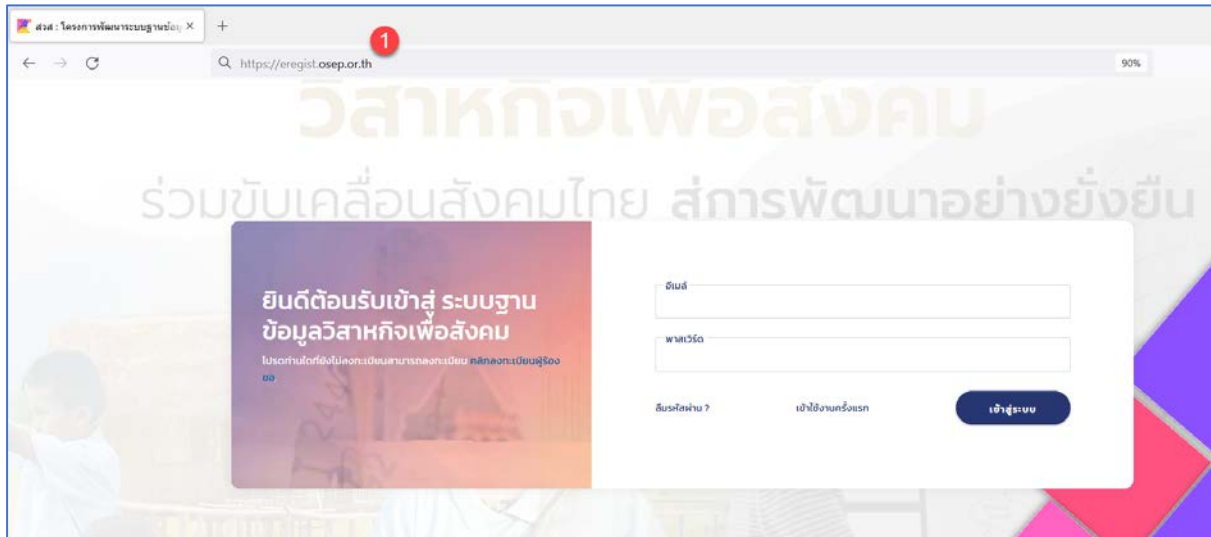 สวส : โครงการพัฒนาระบบฐานข้อมู
1
https://eregist.osep.or.th
90%
วิสาหกิจเพื่อสังคม
ร่วมขับเคลื่อนสังคมไทย สู่การพัฒนาอย่างยั่งยืน
ยินดีต้อนรับเข้าสู่ ระบบฐาน
ข้อมูลวิสาหกิจเพื่อสังคม
โปรดท่านใดที่ยังไม่ลงทะเบียนสามารถลงทะเบียน คลิกลงทะเบียนผู้ร้อง
ขอ
อีเมล์
พาสเวิร์ด
ลืมรหัสผ่าน ?
เข้าใช้งานครั้งแรก
เข้าสู่ระบบ